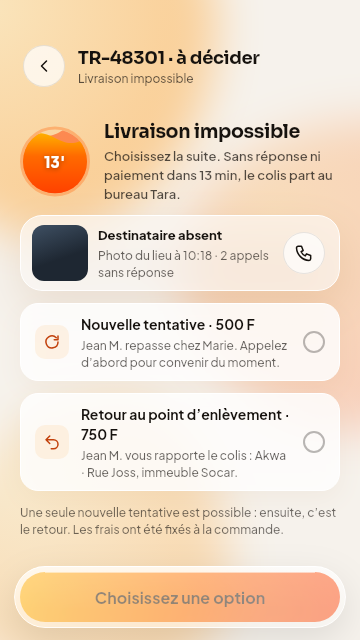 TR-48301 · à décider
Livraison impossible
Livraison impossible
13'
Choisissez la suite. Sans réponse ni
paiement dans 13 min, le colis part au
bureau Tara.
Destinataire absent
Photo du lieu à 10:18 · 2 appels
sans réponse
Nouvelle tentative · 500 F
Jean M. repasse chez Marie. Appelez
d’abord pour convenir du moment.
Retour au point d’enlèvement ·
750 F
Jean M. vous rapporte le colis : Akwa
· Rue Joss, immeuble Socar.
Une seule nouvelle tentative est possible : ensuite, c’est
le retour. Les frais ont été fixés à la commande.
Choisissez une option